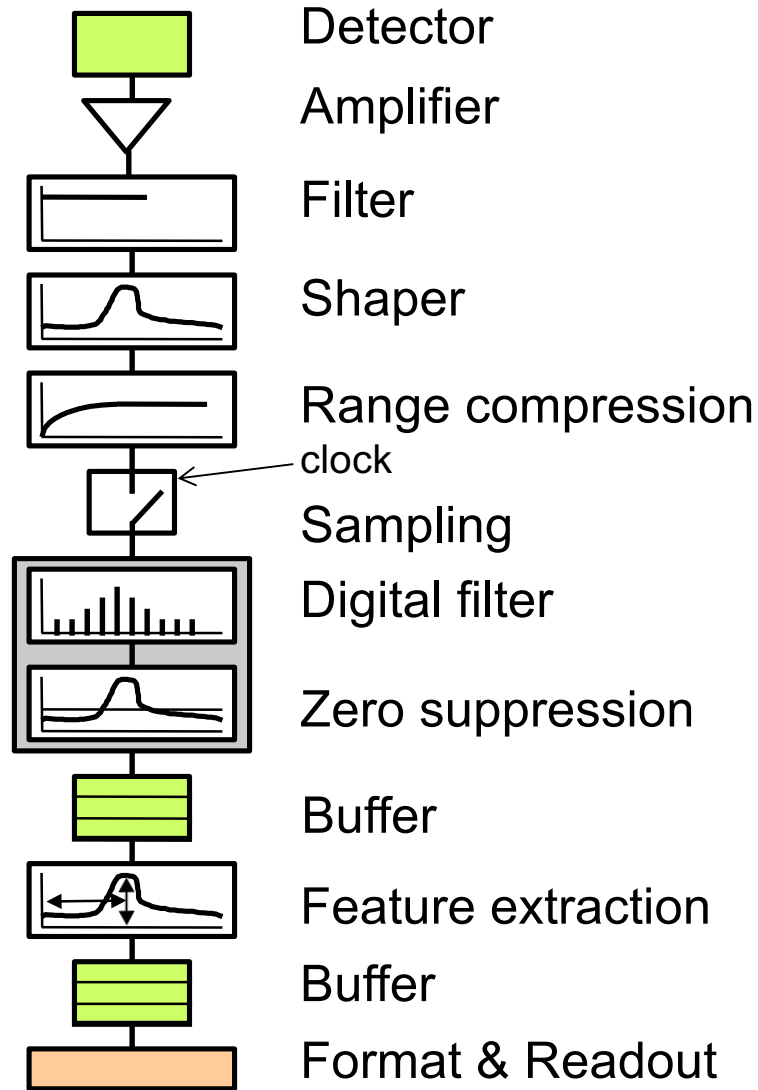 Detector
Amplifier
Filter
Shaper
Range compression
clock
Sampling
Digital filter
Zero suppression
Buffer
Feature extraction
Buffer
Format & Readout